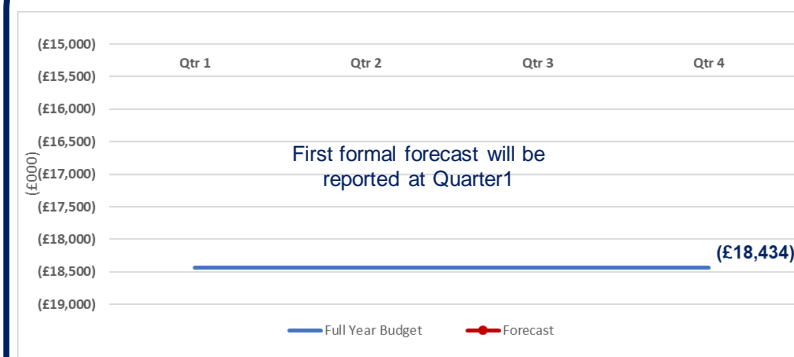 (£15,000)
Qtr 1 Qtr 2 Qtr 3 Qtr 4
(£15,500)
(£16,000)
(£16,500)
First formal forecast will be
(£000)
(£17,000)
reported at Quarter1
(£17,500)
(£18,000)
(£18,434)
(£18,500)
(£19,000)
Full Year Budget Forecast